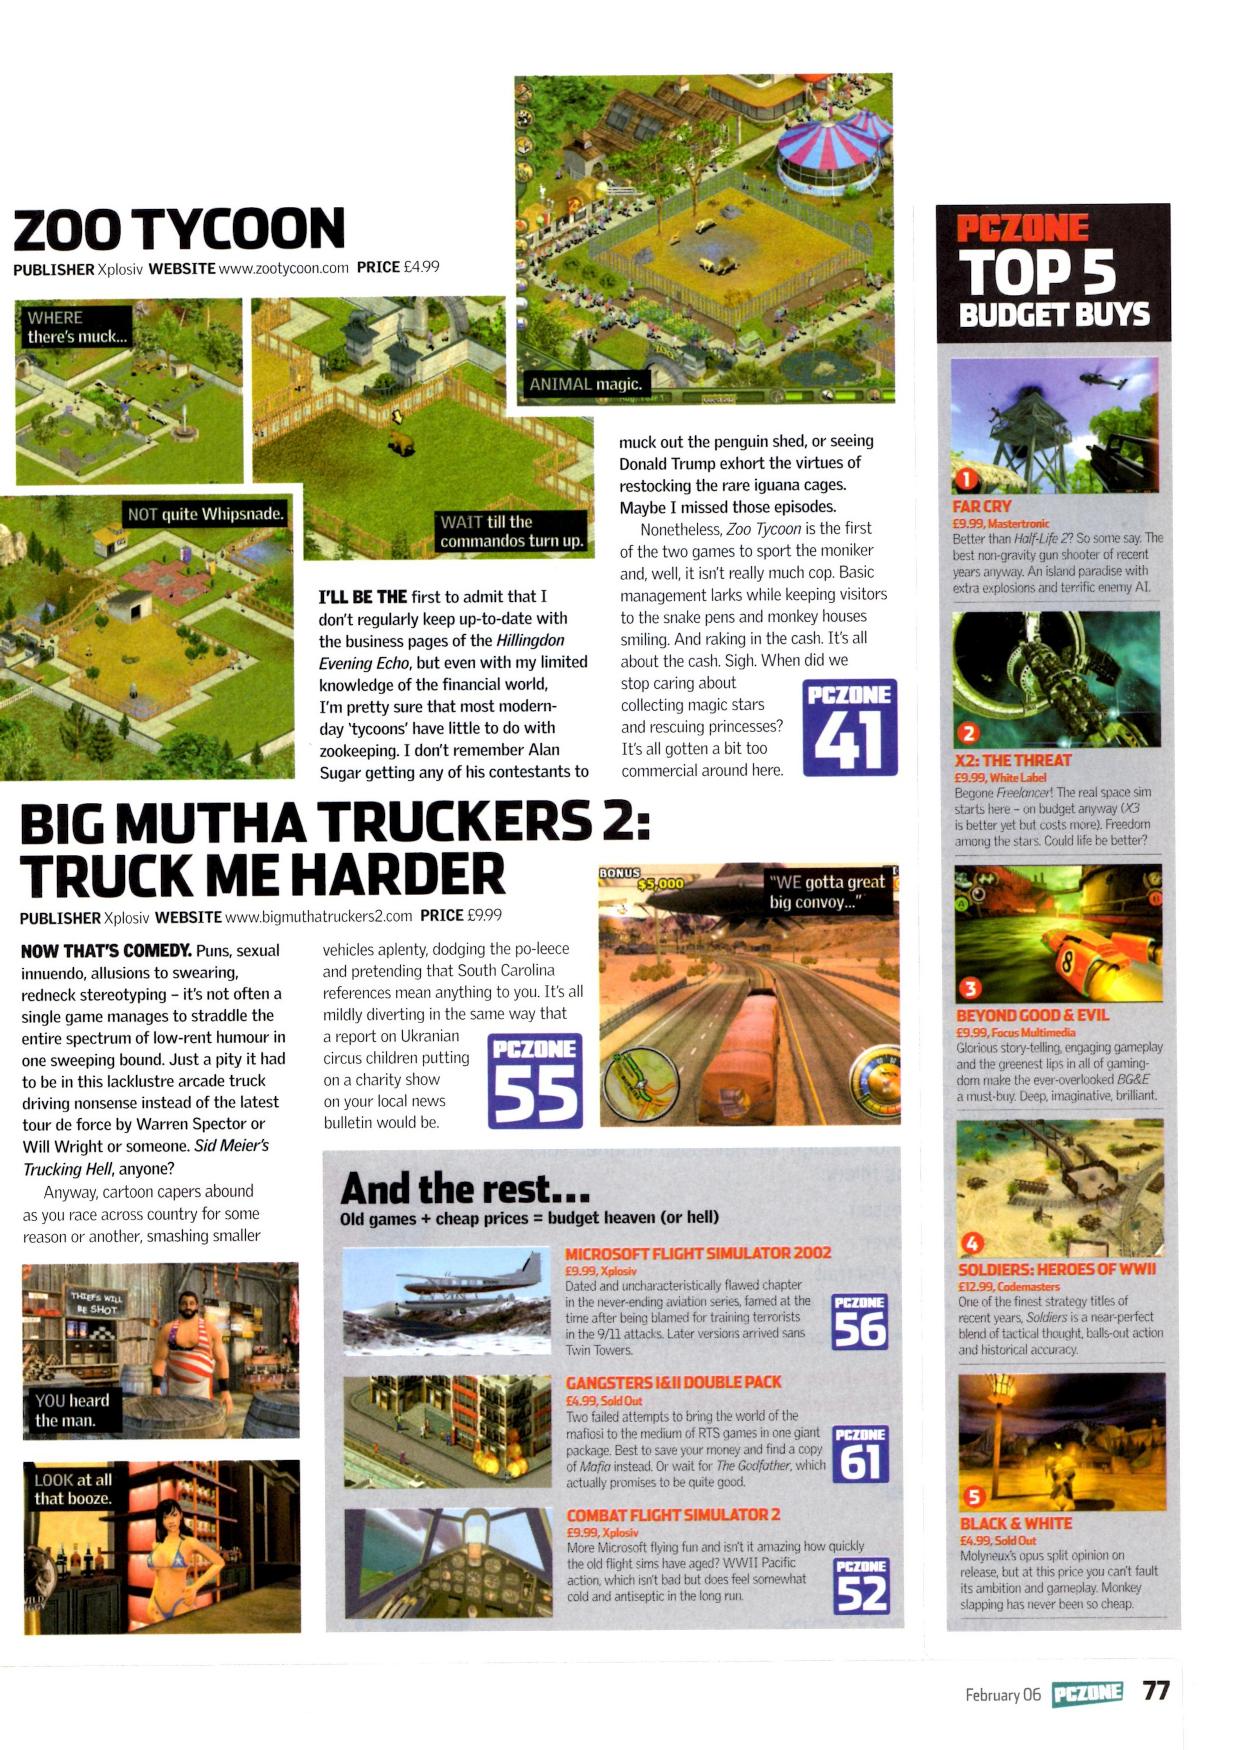 ZOO TYCOON
PUBLISHER Xplosiv WEBSITE www.zootycoon.com PRICE £4.99
WHERE
there's muck...
NOT quite Whipsnade.
WAIT till the
commandos turn up.
ANIMAL magic.
I'LL BE THE first to admit that I
don't regularly keep up-to-date with
the business pages of the Hillingdon
Evening Echo, but even with my limited
knowledge of the financial world,
I'm pretty sure that most modern-
day 'tycoons' have little to do with
zookeeping. I don't remember Alan
Sugar getting any of his contestants to
muck out the penguin shed, or seeing
Donald Trump exhort the virtues of
restocking the rare iguana cages.
Maybe I missed those episodes.
Nonetheless, Zoo Tycoon is the first
of the two games to sport the moniker
and, well, it isn't really much cop. Basic
management larks while keeping visitors
to the snake pens and monkey houses
smiling. And raking in the cash. It's all
about the cash. Sigh. When did we
stop caring about
collecting magic stars
and rescuing princesses?
It's all gotten a bit too
commercial around here.
PCZONE
41
BIG MUTHA TRUCKERS 2:
TRUCK ME HARDER
PUBLISHER Xplosiv WEBSITE www.bigmuthatruckers2.com PRICE £9.99
NOW THAT'S COMEDY. Puns, sexual
innuendo, allusions to swearing,
redneck stereotyping – it's not often a
single game manages to straddle the
entire spectrum of low-rent humour in
one sweeping bound. Just a pity it had
to be in this lacklustre arcade truck
driving nonsense instead of the latest
tour de force by Warren Spector or
Will Wright or someone. Sid Meier's
Trucking Hell, anyone?
Anyway, cartoon capers abound
as you race across country for some
reason or another, smashing smaller
vehicles aplenty, dodging the po-leece
and pretending that South Carolina
references mean anything to you. It's all
mildly diverting in the same way that
a report on Ukranian
circus children putting
on a charity show
on your local news
bulletin would be.
PCZONE
55
BONUS
$5,000
"WE gotta great
big convoy..."
THIEFS WILL
BE SHOT
YOU heard
the man.
LOOK at all
that booze.
And the rest...
Old games + cheap prices = budget heaven (or hell)
MICROSOFT FLIGHT SIMULATOR 2002
£9.99, Xplosiv
Dated and uncharacteristically flawed chapter
in the never-ending aviation series, famed at the
time after being blamed for training terrorists
in the 9/11 attacks. Later versions arrived sans
Twin Towers.
PCZONE
56
GANGSTERS I&II DOUBLE PACK
£4.99, Sold Out
Two failed attempts to bring the world of the
mafiosi to the medium of RTS games in one giant
package. Best to save your money and find a copy
of Mafia instead. Or wait for The Godfather, which
actually promises to be quite good.
PCZONE
61
COMBAT FLIGHT SIMULATOR 2
£9.99, Xplosiv
More Microsoft flying fun and isn't it amazing how quickly
the old flight sims have aged? WWII Pacific
action, which isn't bad but does feel somewhat
cold and antiseptic in the long run.
PCZONE
52
PCZONE
TOP 5
BUDGET BUYS
1
FAR CRY
£9.99, Mastertronic
Better than Half-Life 2? So some say. The
best non-gravity gun shooter of recent
years anyway. An island paradise with
extra explosions and terrific enemy AI.
2
X2: THE THREAT
£9.99, White Label
Begone Freelancer! The real space sim
starts here – on budget anyway (X3
is better yet but costs more). Freedom
among the stars. Could life be better?
8
3
BEYOND GOOD & EVIL
£9.99, Focus Multimedia
Glorious story-telling, engaging gameplay
and the greenest lips in all of gaming-
dom make the ever-overlooked BG&E
a must-buy. Deep, imaginative, brilliant.
4
SOLDIERS: HEROES OF WWII
£12.99, Codemasters
One of the finest strategy titles of
recent years, Soldiers is a near-perfect
blend of tactical thought, balls-out action
and historical accuracy.
5
BLACK & WHITE
£4.99, Sold Out
Molyneux's opus split opinion on
release, but at this price you can't fault
its ambition and gameplay. Monkey
slapping has never been so cheap.
February 06 PCZONE 77